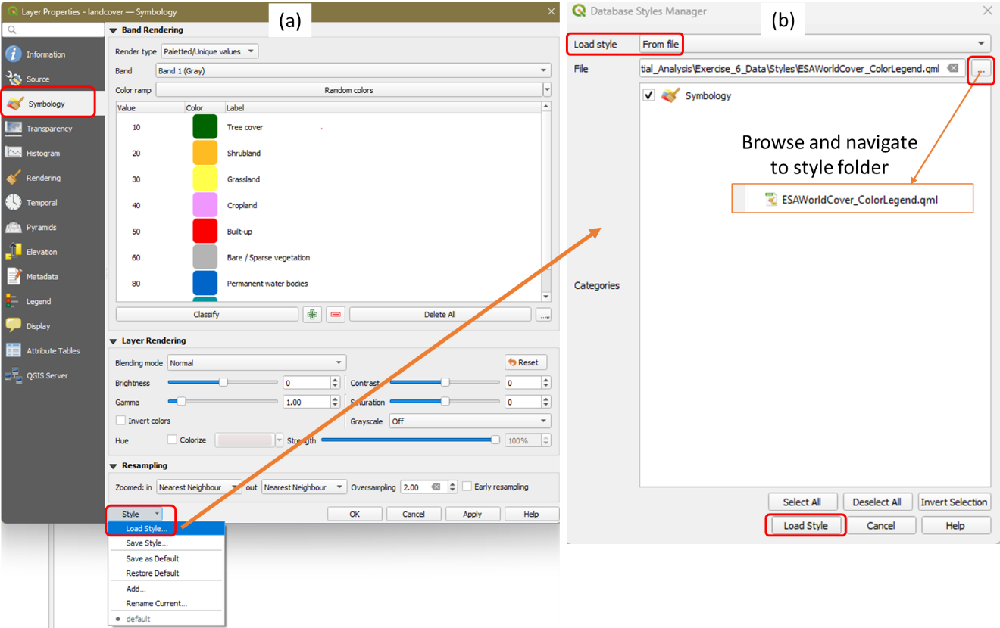 Layer Properties - landcover — Symbology
(a)
Information
Source
Symbology
Transparency
Histogram
Rendering
Temporal
Pyramids
Elevation
Metadata
Legend
Display
Attribute Tables
QGIS Server
Band Rendering
Render type Paletted/Unique values
Band Band 1 (Gray)
Color ramp Random colors
Value Color Label
10 Tree cover
20 Shrubland
30 Grassland
40 Cropland
50 Built-up
60 Bare / Sparse vegetation
80 Permanent water bodies
Classify Delete All ...
Layer Rendering
Blending mode Normal Reset
Brightness 0 Contrast 0
Gamma 1.00 Saturation 0
Invert colors Grayscale Off
Hue Colorize Strength 100%
Resampling
Zoomed: in Nearest Neighbour out Nearest Neighbour Oversampling 2.00 Early resampling
Style OK Cancel Apply Help
Load Style...
Save Style...
Save as Default
Restore Default
Add...
Rename Current...
default
Database Styles Manager
(b)
Load style From file
File tial_Analysis\Exercise_6_Data\Styles\ESAWorldCover_ColorLegend.qml ...
Symbology
Browse and navigate
to style folder
ESAWorldCover_ColorLegend.qml
Categories
Select All Deselect All Invert Selection
Load Style Cancel Help